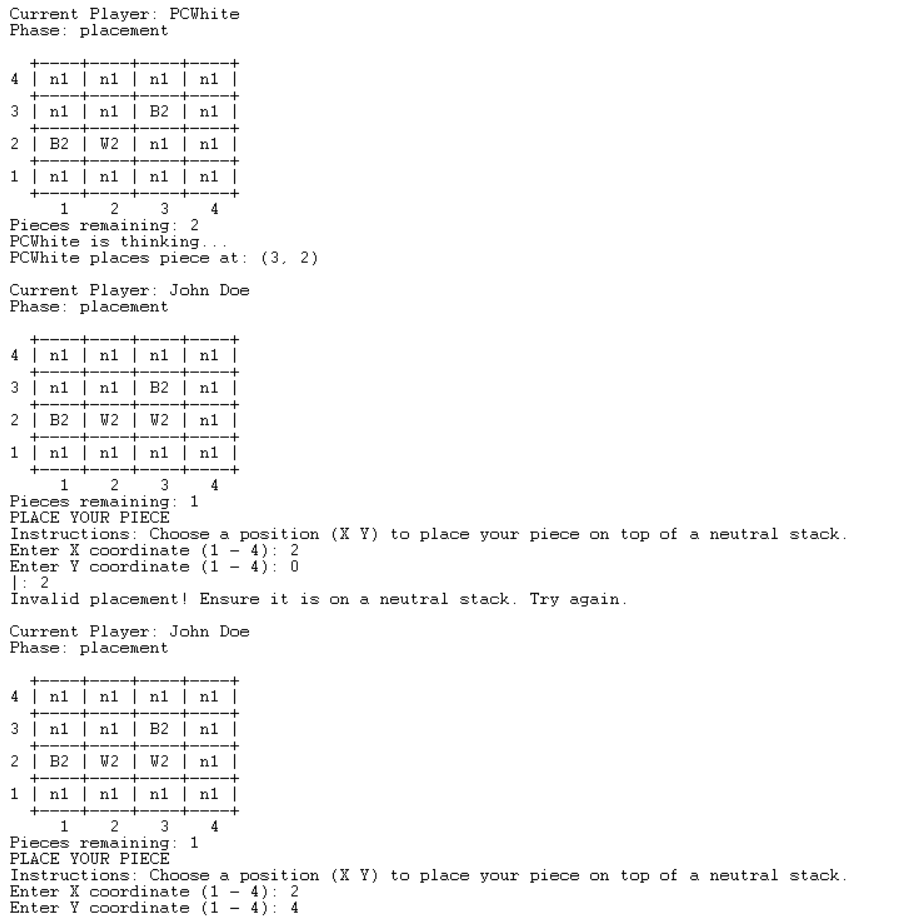 Current Player: PCWhite
Phase: placement
+----+----+----+----+
4 | n1 | n1 | n1 | n1 |
+----+----+----+----+
3 | n1 | n1 | B2 | n1 |
+----+----+----+----+
2 | B2 | W2 | n1 | n1 |
+----+----+----+----+
1 | n1 | n1 | n1 | n1 |
+----+----+----+----+
1 2 3 4
Pieces remaining: 2
PCWhite is thinking...
PCWhite places piece at: (3, 2)
Current Player: John Doe
Phase: placement
+----+----+----+----+
4 | n1 | n1 | n1 | n1 |
+----+----+----+----+
3 | n1 | n1 | B2 | n1 |
+----+----+----+----+
2 | B2 | W2 | W2 | n1 |
+----+----+----+----+
1 | n1 | n1 | n1 | n1 |
+----+----+----+----+
1 2 3 4
Pieces remaining: 1
PLACE YOUR PIECE
Instructions: Choose a position (X Y) to place your piece on top of a neutral stack.
Enter X coordinate (1 - 4): 2
Enter Y coordinate (1 - 4): 0
|: 2
Invalid placement! Ensure it is on a neutral stack. Try again.
Current Player: John Doe
Phase: placement
+----+----+----+----+
4 | n1 | n1 | n1 | n1 |
+----+----+----+----+
3 | n1 | n1 | B2 | n1 |
+----+----+----+----+
2 | B2 | W2 | W2 | n1 |
+----+----+----+----+
1 | n1 | n1 | n1 | n1 |
+----+----+----+----+
1 2 3 4
Pieces remaining: 1
PLACE YOUR PIECE
Instructions: Choose a position (X Y) to place your piece on top of a neutral stack.
Enter X coordinate (1 - 4): 2
Enter Y coordinate (1 - 4): 4